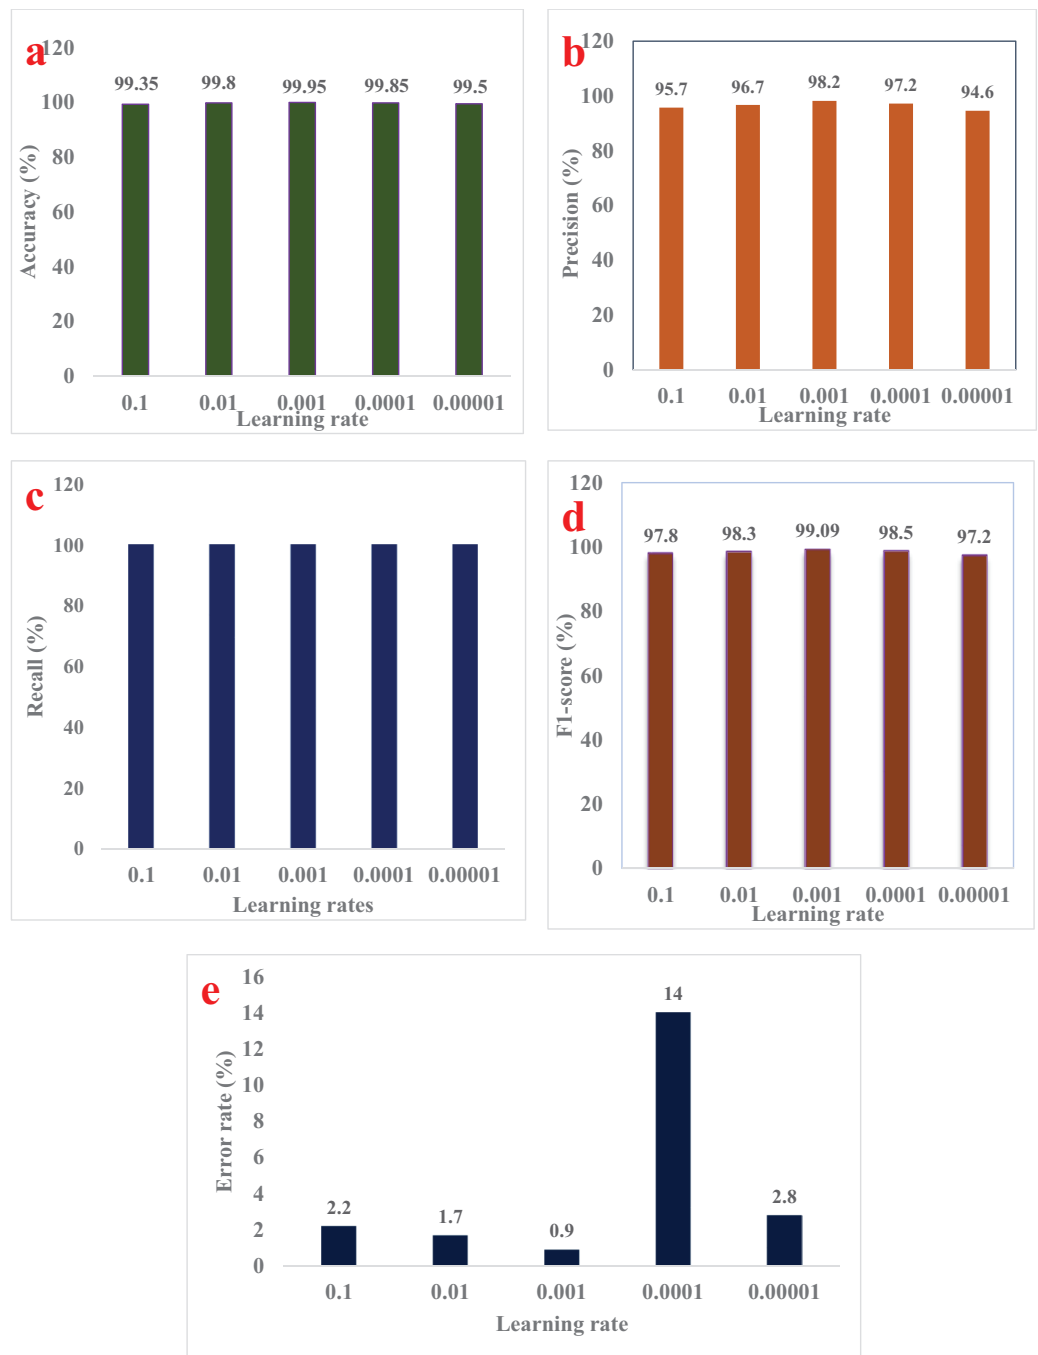 a
120
100
80
60
40
20
0
99.35 99.8 99.95 99.85 99.5
Accuracy (%)
0.1 0.01 0.001 0.0001 0.00001
Learning rate
b
120
100
80
60
40
20
0
95.7 96.7 98.2 97.2 94.6
Precision (%)
0.1 0.01 0.001 0.0001 0.00001
Learning rate
c
120
100
80
60
40
20
0
Recall (%)
0.1 0.01 0.001 0.0001 0.00001
Learning rates
d
120
100
80
60
40
20
0
97.8 98.3 99.09 98.5 97.2
F1-score (%)
0.1 0.01 0.001 0.0001 0.00001
Learning rate
e
16
14
12
10
8
6
4
2
0
2.2 1.7 0.9 14 2.8
Error rate (%)
0.1 0.01 0.001 0.0001 0.00001
Learning rate